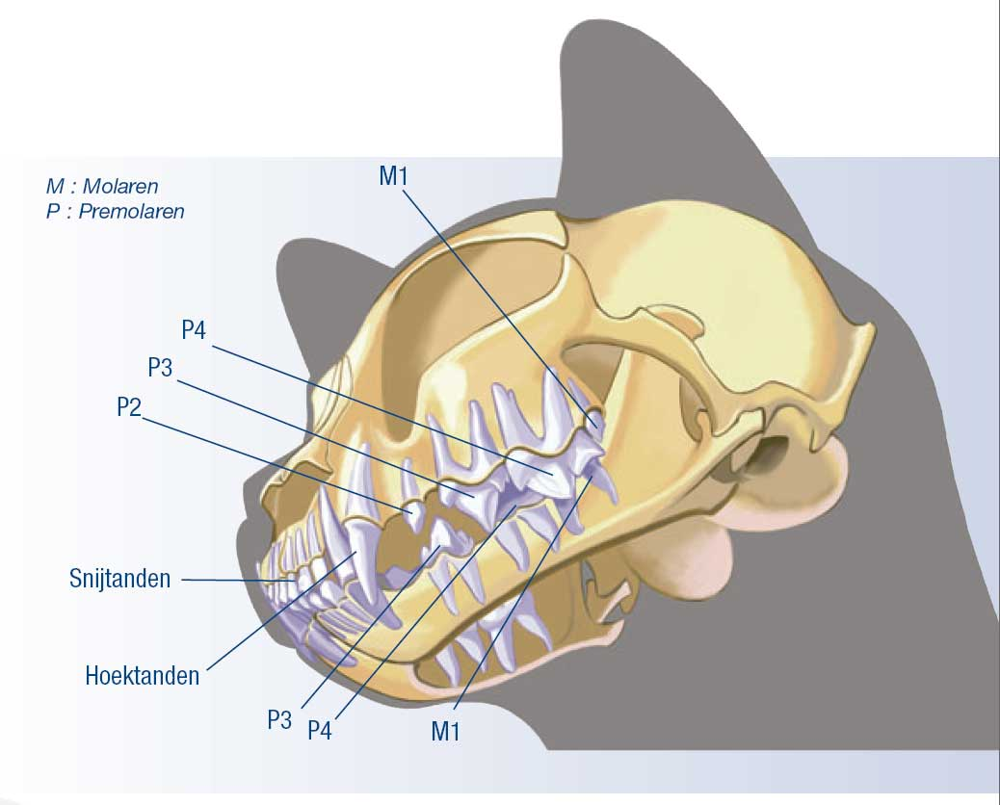 M : Molaren
P : Premolaren
M1
P4
P3
P2
Snijtanden
Hoektanden
P3
P4
M1